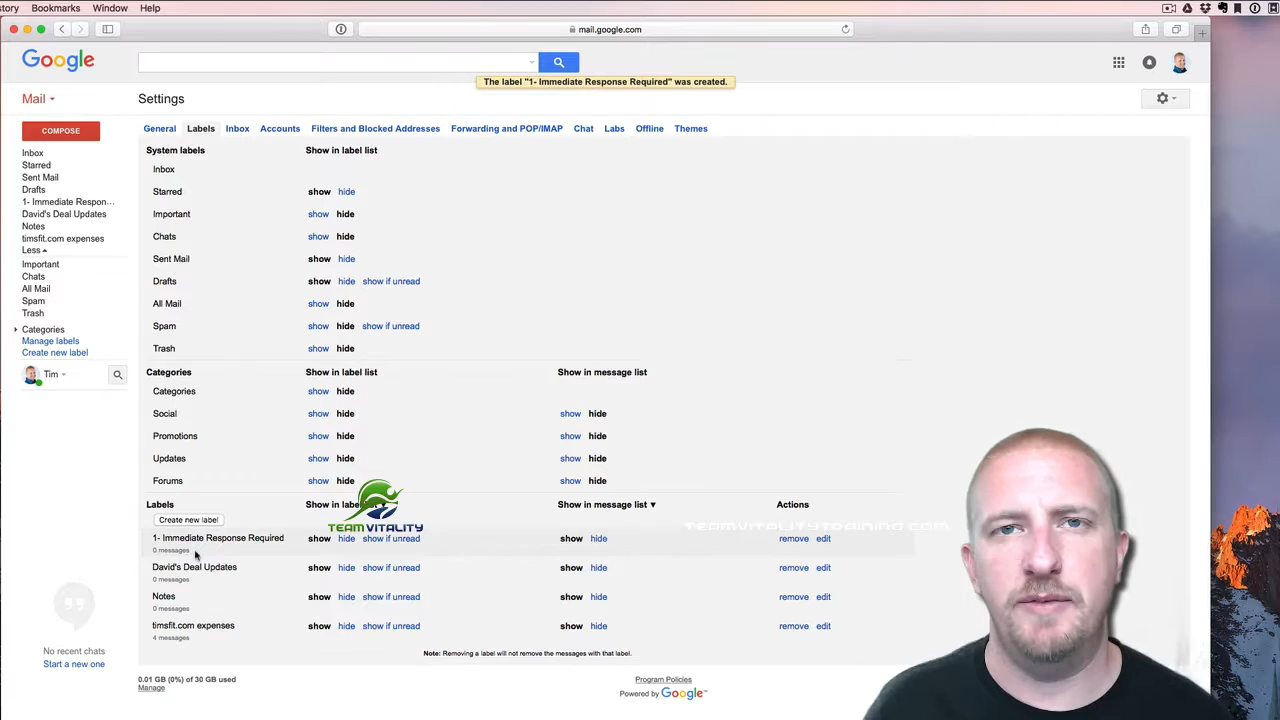 story Bookmarks Window Help
mail.google.com
Google
The label "1- Immediate Response Required" was created.
Mail
Settings
COMPOSE
General Labels Inbox Accounts Filters and Blocked Addresses Forwarding and POP/IMAP Chat Labs Offline Themes
Inbox
Starred
Sent Mail
Drafts
1- Immediate Respon…
David's Deal Updates
Notes
timsfit.com expenses
Less
Important
Chats
All Mail
Spam
Trash
Categories
Manage labels
Create new label
Tim
No recent chats
Start a new one
System labels Show in label list
Inbox
Starred show hide
Important show hide
Chats show hide
Sent Mail show hide
Drafts show hide show if unread
All Mail show hide
Spam show hide show if unread
Trash show hide
Categories Show in label list Show in message list
Categories show hide
Social show hide show hide
Promotions show hide show hide
Updates show hide show hide
Forums show hide show hide
Labels Show in label Show in message list ▼ Actions
Create new label
TEAMVITALITY
TEAMVITALITYTRAINING.COM
1- Immediate Response Required show hide show if unread show hide remove edit
0 messages
David's Deal Updates show hide show if unread show hide remove edit
0 messages
Notes show hide show if unread show hide remove edit
0 messages
timsfit.com expenses show hide show if unread show hide remove edit
4 messages
Note: Removing a label will not remove the messages with that label.
0.01 GB (0%) of 30 GB used
Manage
Program Policies
Powered by Google™